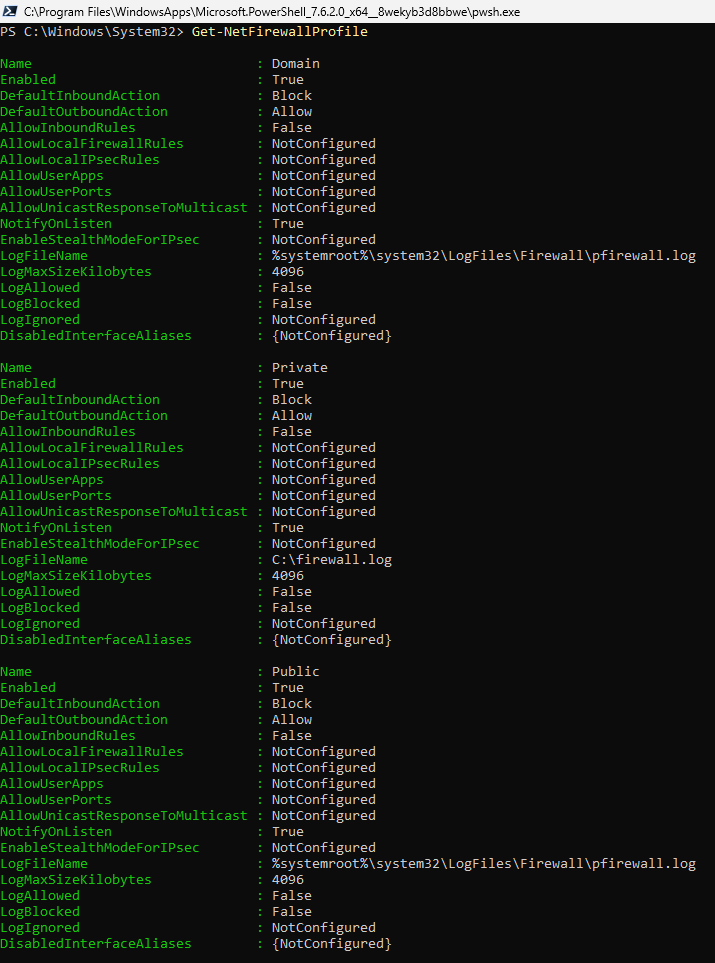 C:\Program Files\WindowsApps\Microsoft.PowerShell_7.6.2.0_x64__8wekyb3d8bbwe\pwsh.exe
PS C:\Windows\System32> Get-NetFirewallProfile
Name                            : Domain
Enabled                         : True
DefaultInboundAction            : Block
DefaultOutboundAction           : Allow
AllowInboundRules               : False
AllowLocalFirewallRules         : NotConfigured
AllowLocalIPsecRules            : NotConfigured
AllowUserApps                   : NotConfigured
AllowUserPorts                  : NotConfigured
AllowUnicastResponseToMulticast : NotConfigured
NotifyOnListen                  : True
EnableStealthModeForIPsec       : NotConfigured
LogFileName                     : %systemroot%\system32\LogFiles\Firewall\pfirewall.log
LogMaxSizeKilobytes             : 4096
LogAllowed                      : False
LogBlocked                      : False
LogIgnored                      : NotConfigured
DisabledInterfaceAliases        : {NotConfigured}
Name                            : Private
Enabled                         : True
DefaultInboundAction            : Block
DefaultOutboundAction           : Allow
AllowInboundRules               : False
AllowLocalFirewallRules         : NotConfigured
AllowLocalIPsecRules            : NotConfigured
AllowUserApps                   : NotConfigured
AllowUserPorts                  : NotConfigured
AllowUnicastResponseToMulticast : NotConfigured
NotifyOnListen                  : True
EnableStealthModeForIPsec       : NotConfigured
LogFileName                     : C:\firewall.log
LogMaxSizeKilobytes             : 4096
LogAllowed                      : False
LogBlocked                      : False
LogIgnored                      : NotConfigured
DisabledInterfaceAliases        : {NotConfigured}
Name                            : Public
Enabled                         : True
DefaultInboundAction            : Block
DefaultOutboundAction           : Allow
AllowInboundRules               : False
AllowLocalFirewallRules         : NotConfigured
AllowLocalIPsecRules            : NotConfigured
AllowUserApps                   : NotConfigured
AllowUserPorts                  : NotConfigured
AllowUnicastResponseToMulticast : NotConfigured
NotifyOnListen                  : True
EnableStealthModeForIPsec       : NotConfigured
LogFileName                     : %systemroot%\system32\LogFiles\Firewall\pfirewall.log
LogMaxSizeKilobytes             : 4096
LogAllowed                      : False
LogBlocked                      : False
LogIgnored                      : NotConfigured
DisabledInterfaceAliases        : {NotConfigured}